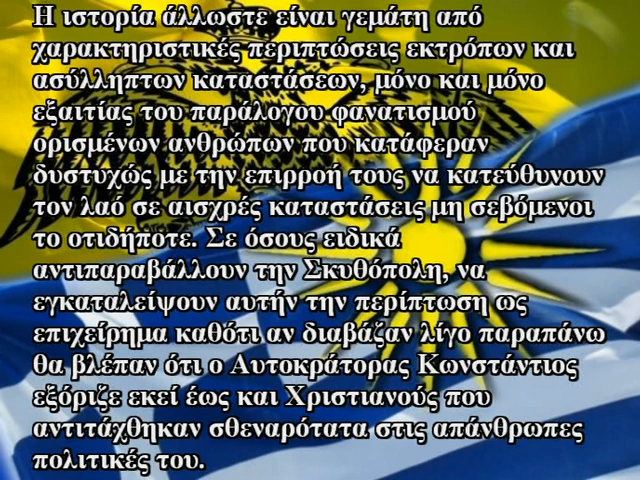 Η ιστορία άλλωστε είναι γεμάτη από
χαρακτηριστικές περιπτώσεις εκτρόπων και
ασύλληπτων καταστάσεων, μόνο και μόνο
εξαιτίας του παράλογου φανατισμού
ορισμένων ανθρώπων που κατάφεραν
δυστυχώς με την επιρροή τους να κατεύθυνουν
τον λαό σε αισχρές καταστάσεις μη σεβόμενοι
το οτιδήποτε. Σε όσους ειδικά
αντιπαραβάλλουν την Σκυθόπολη, να
εγκαταλείψουν αυτήν την περίπτωση ως
επιχείρημα καθότι αν διαβάζαν λίγο παραπάνω
θα βλέπαν ότι ο Αυτοκράτορας Κωνστάντιος
εξόριζε εκεί έως και Χριστιανούς που
αντιτάχθηκαν σθεναρότατα στις απάνθρωπες
πολιτικές του.